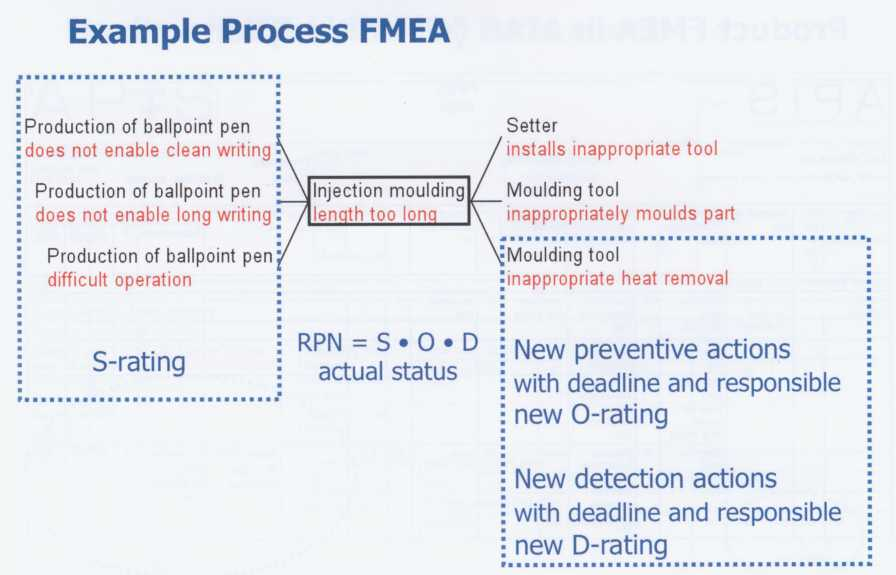 Example Process FMEA
Production of ballpoint pen
does not enable clean writing
Production of ballpoint pen
does not enable long writing
Production of ballpoint pen
difficult operation
S-rating
Injection moulding
length too long
RPN = S • O • D
actual status
Setter
installs inappropriate tool
Moulding tool
inappropriately moulds part
Moulding tool
inappropriate heat removal
New preventive actions
with deadline and responsible
new O-rating
New detection actions
with deadline and responsible
new D-rating